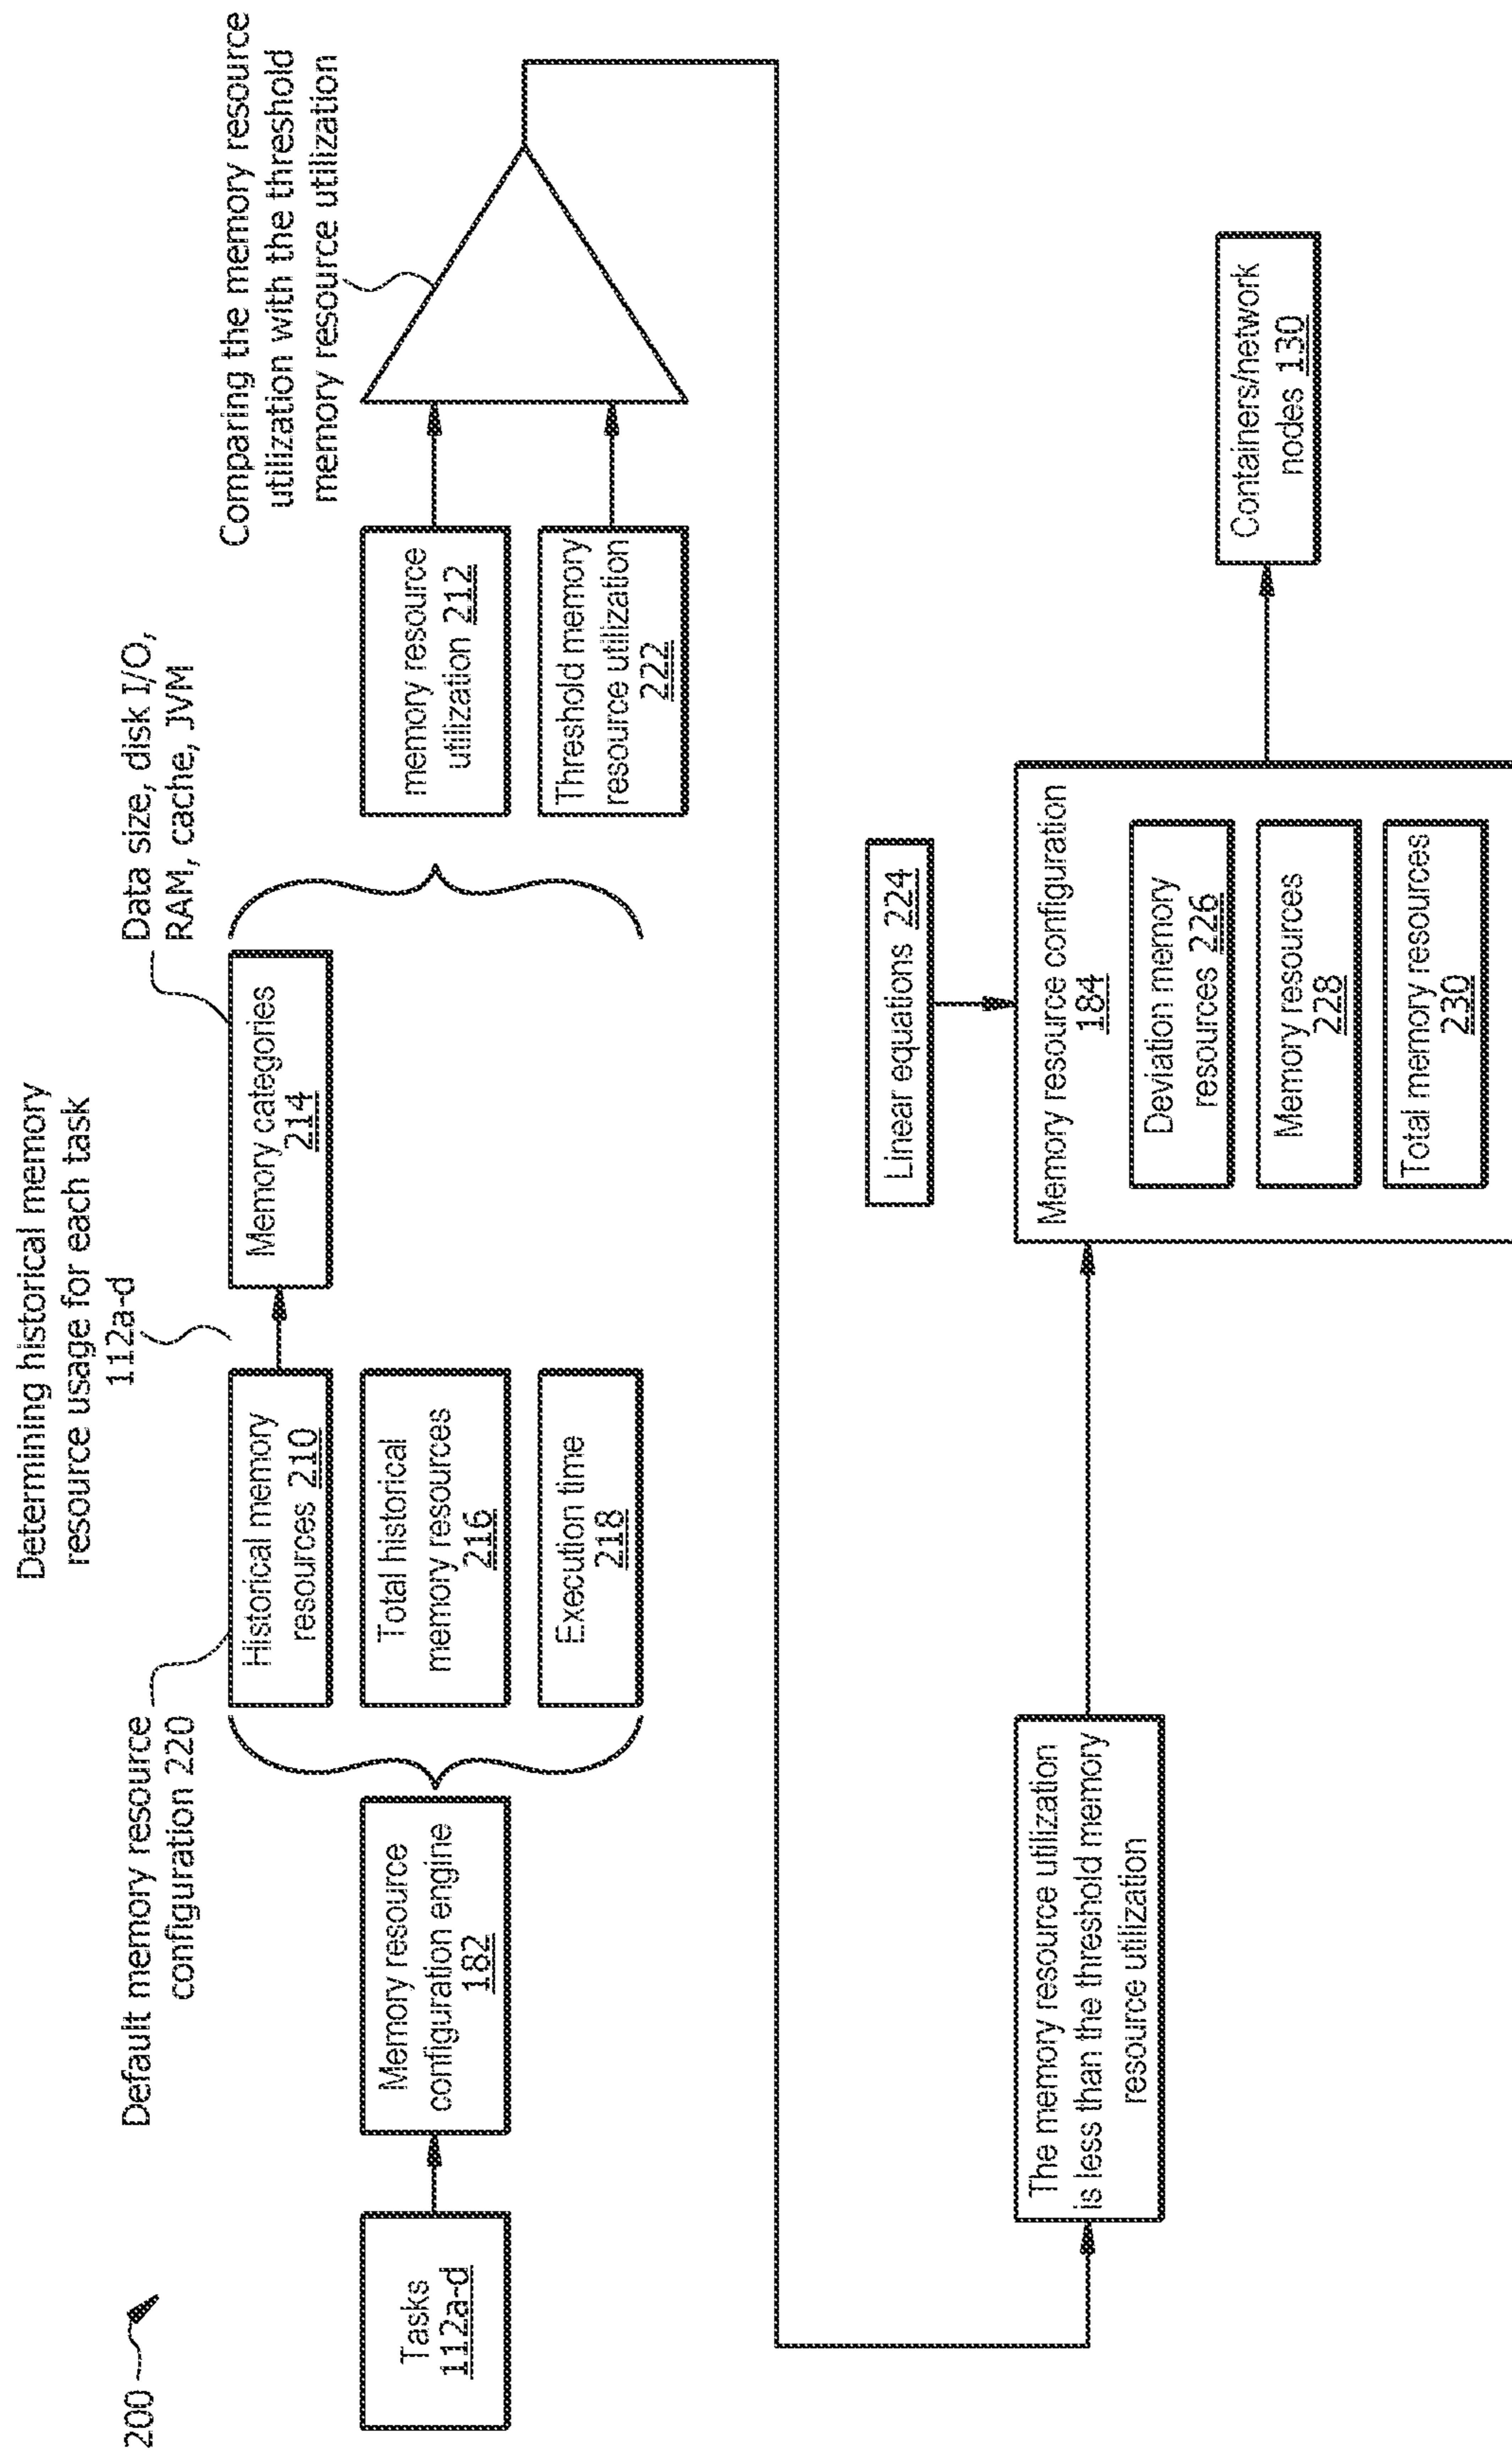 200
Determining historical memory
resource usage for each task
112a-d
Default memory resource
configuration 220
Data size, disk I/O,
RAM, cache, JVM
Comparing the memory resource
utilization with the threshold
memory resource utilization
Tasks
112a-d
Memory resource
configuration engine
182
Historical memory
resources 210
Total historical
memory resources
216
Execution time
218
Memory categories
214
memory resource
utilization 212
Threshold memory
resource utilization
222
The memory resource utilization
is less than the threshold memory
resource utilization
Linear equations 224
Memory resource configuration
184
Deviation memory
resources 226
Memory resources
228
Total memory resources
230
Containers/network
nodes 130